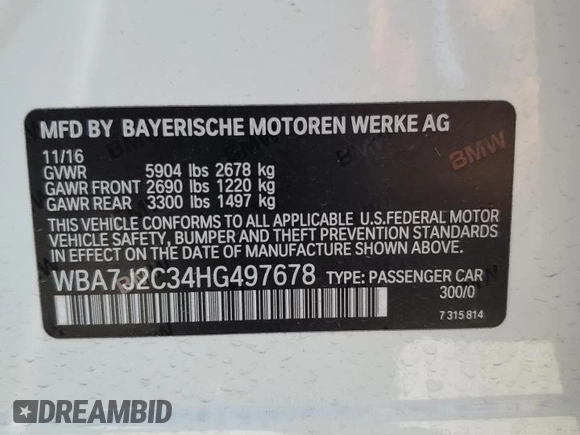 MFD BY BAYERISCHE MOTOREN WERKE AG
11/16
GVWR 5904 lbs 2678 kg
GAWR FRONT 2690 lbs 1220 kg
GAWR REAR 3300 lbs 1497 kg
THIS VEHICLE CONFORMS TO ALL APPLICABLE U.S.FEDERAL MOTOR
VEHICLE SAFETY, BUMPER AND THEFT PREVENTION STANDARDS
IN EFFECT ON THE DATE OF MANUFACTURE SHOWN ABOVE.
WBA7J2C34HG497678 TYPE: PASSENGER CAR
300/0
7 315 814
BMW
BMW
DREAMBID